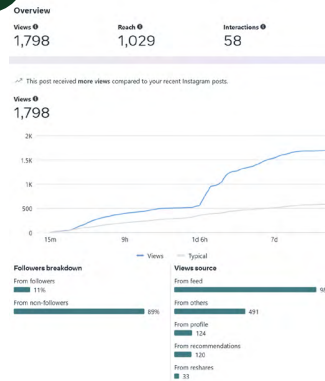 Overview
Views
1,798
Reach
1,029
Interactions
58
This post received more views compared to your recent Instagram posts.
Views
1,798
2K
1.5K
1K
500
0
15m 9h 1d 6h 7d
Views Typical
Followers breakdown
From followers
11%
From non-followers
89%
Views source
From feed
From others
491
From profile
124
From recommendations
120
From reshares
33